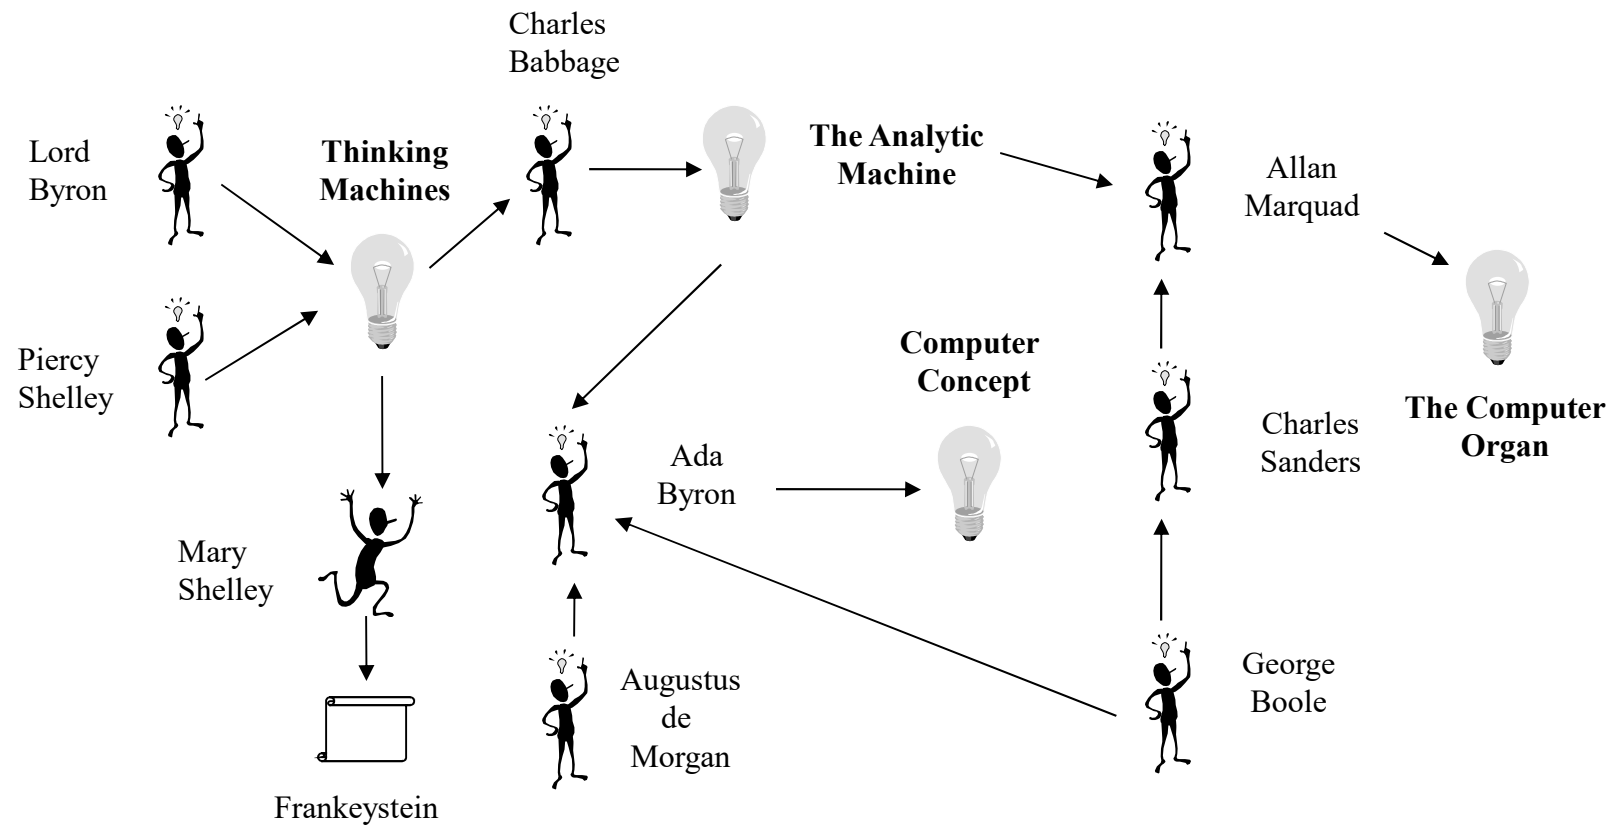 Charles
Babbage
Lord
Byron
Thinking
Machines
The Analytic
Machine
Allan
Marquad
Piercy
Shelley
Computer
Concept
The Computer
Organ
Charles
Sanders
Ada
Byron
Mary
Shelley
George
Boole
Augustus
de
Morgan
Frankeystein